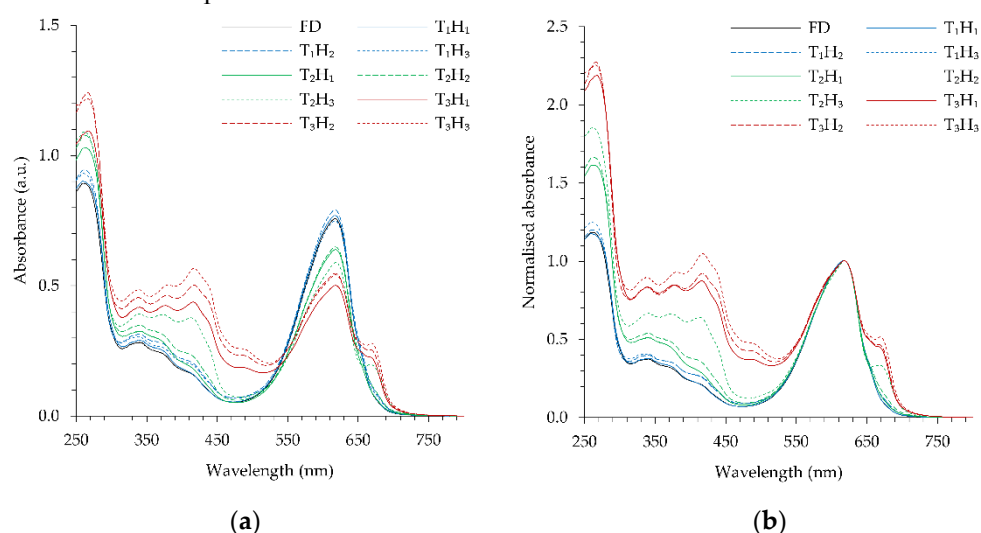 FD T₁H₁
T₁H₂ T₁H₃
T₂H₁ T₂H₂
T₂H₃ T₃H₁
T₃H₂ T₃H₃
1.5
1.0
0.5
0.0
Absorbance (a.u.)
250 350 450 550 650 750
Wavelength (nm)
(a)
FD T₁H₁
T₁H₂ T₁H₃
T₂H₁ T₂H₂
T₂H₃ T₃H₁
T₃H₂ T₃H₃
2.5
2.0
1.5
1.0
0.5
0.0
Normalised absorbance
250 350 450 550 650 750
Wavelength (nm)
(b)